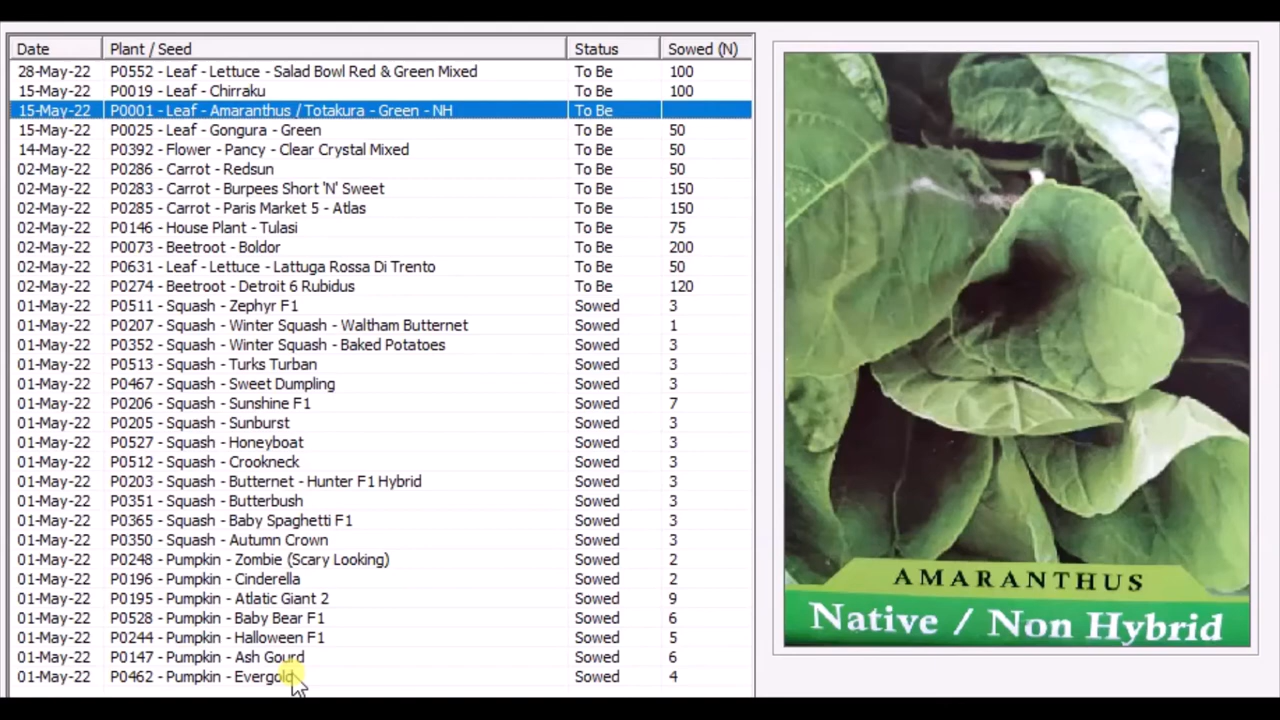 Date Plant / Seed Status Sowed (N)
28-May-22 P0552 - Leaf - Lettuce - Salad Bowl Red & Green Mixed To Be 100
15-May-22 P0019 - Leaf - Chirraku To Be 100
15-May-22 P0001 - Leaf - Amaranthus / Totakura - Green - NH To Be
15-May-22 P0025 - Leaf - Gongura - Green To Be 50
14-May-22 P0392 - Flower - Pancy - Clear Crystal Mixed To Be 50
02-May-22 P0286 - Carrot - Redsun To Be 50
02-May-22 P0283 - Carrot - Burpees Short 'N' Sweet To Be 150
02-May-22 P0285 - Carrot - Paris Market 5 - Atlas To Be 150
02-May-22 P0146 - House Plant - Tulasi To Be 75
02-May-22 P0073 - Beetroot - Boldor To Be 200
02-May-22 P0631 - Leaf - Lettuce - Lattuga Rossa Di Trento To Be 50
02-May-22 P0274 - Beetroot - Detroit 6 Rubidus To Be 120
01-May-22 P0511 - Squash - Zephyr F1 Sowed 3
01-May-22 P0207 - Squash - Winter Squash - Waltham Butternet Sowed 1
01-May-22 P0352 - Squash - Winter Squash - Baked Potatoes Sowed 3
01-May-22 P0513 - Squash - Turks Turban Sowed 3
01-May-22 P0467 - Squash - Sweet Dumpling Sowed 3
01-May-22 P0206 - Squash - Sunshine F1 Sowed 7
01-May-22 P0205 - Squash - Sunburst Sowed 3
01-May-22 P0527 - Squash - Honeyboat Sowed 3
01-May-22 P0512 - Squash - Crookneck Sowed 3
01-May-22 P0203 - Squash - Butternet - Hunter F1 Hybrid Sowed 3
01-May-22 P0351 - Squash - Butterbush Sowed 3
01-May-22 P0365 - Squash - Baby Spaghetti F1 Sowed 3
01-May-22 P0350 - Squash - Autumn Crown Sowed 3
01-May-22 P0248 - Pumpkin - Zombie (Scary Looking) Sowed 2
01-May-22 P0196 - Pumpkin - Cinderella Sowed 2
01-May-22 P0195 - Pumpkin - Atlatic Giant 2 Sowed 9
01-May-22 P0528 - Pumpkin - Baby Bear F1 Sowed 6
01-May-22 P0244 - Pumpkin - Halloween F1 Sowed 5
01-May-22 P0147 - Pumpkin - Ash Gourd Sowed 6
01-May-22 P0462 - Pumpkin - Evergold Sowed 4
AMARANTHUS
Native / Non Hybrid